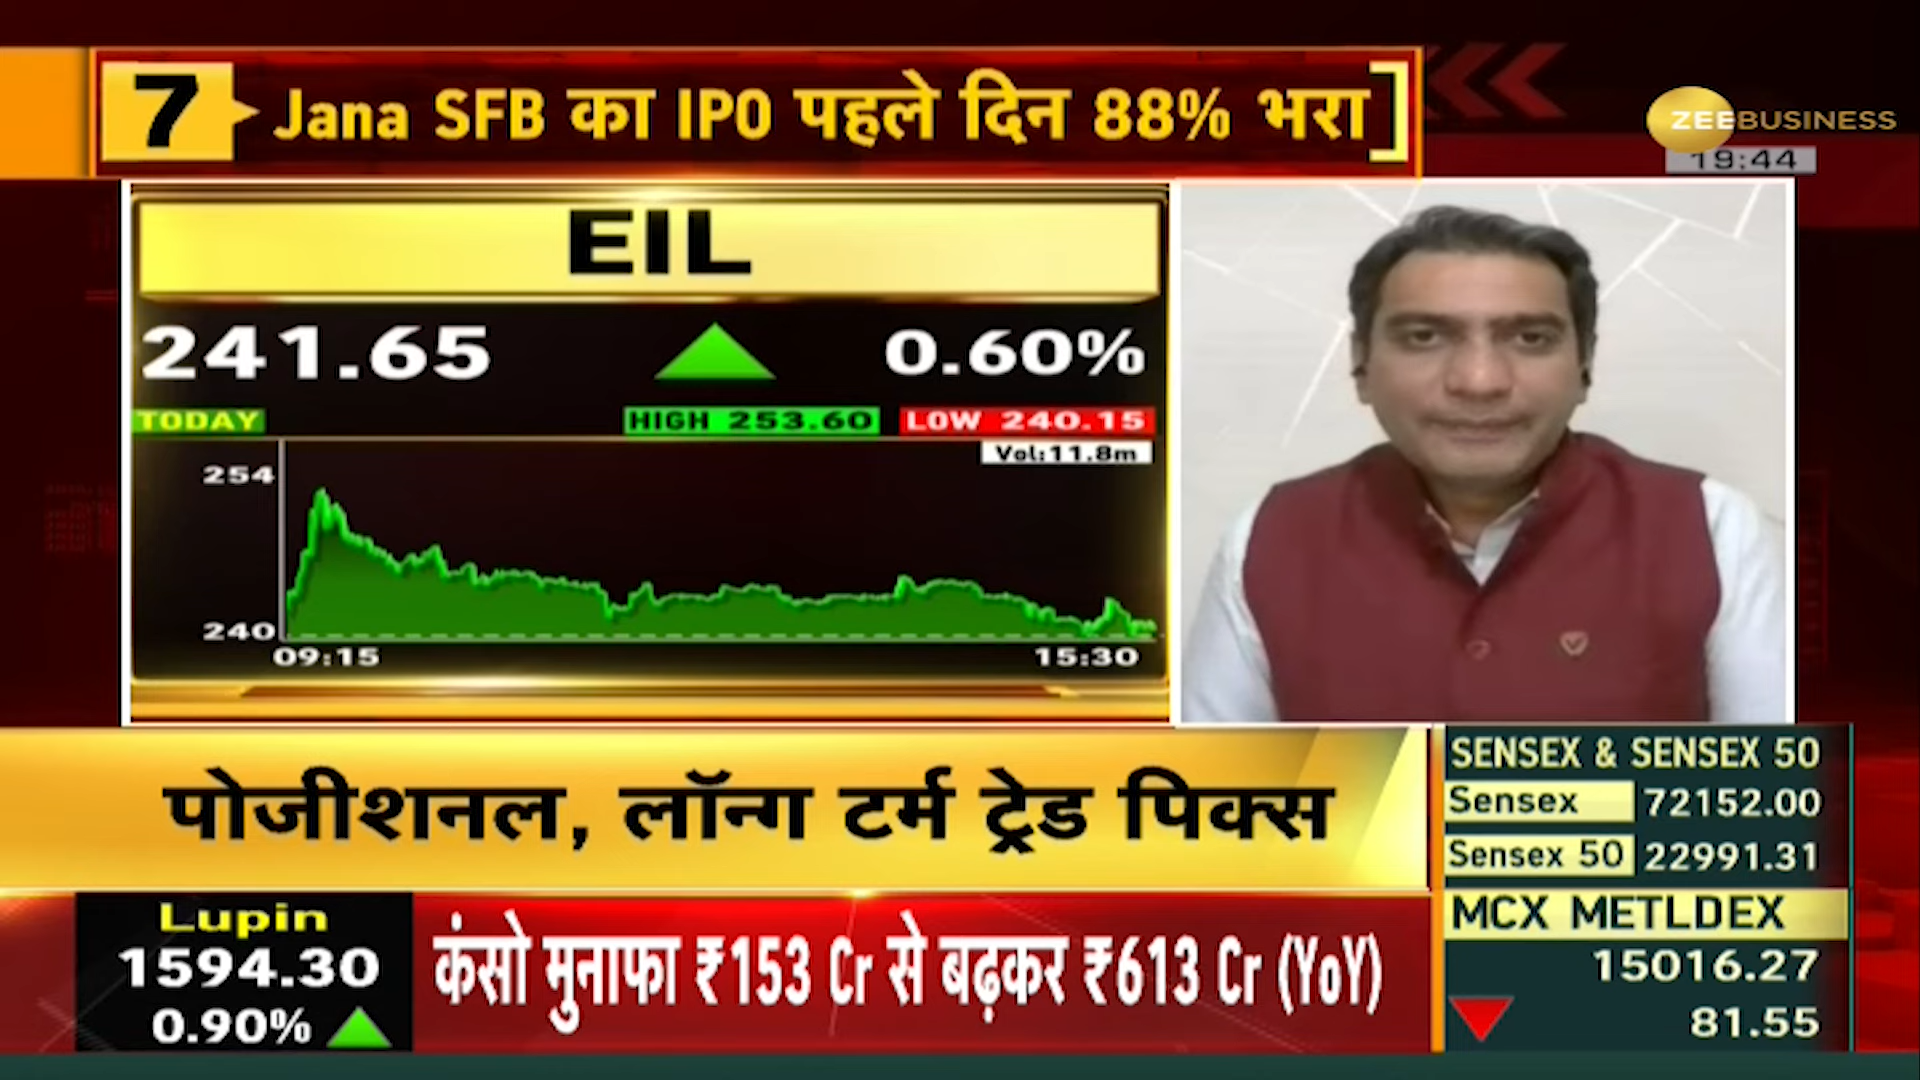 7 Jana SFB का IPO पहले दिन 88% भरा
ZEEBUSINESS
19:44
EIL
241.65 0.60%
TODAY HIGH 253.60 LOW 240.15
Vol:11.8m
254
240
09:15 15:30
पोजीशनल, लॉन्ग टर्म ट्रेड पिक्स
SENSEX & SENSEX 50
Sensex 72152.00
Sensex 50 22991.31
MCX METLDEX
15016.27
81.55
Lupin
1594.30
0.90%
कंसो मुनाफा ₹153 Cr से बढ़कर ₹613 Cr (YoY)